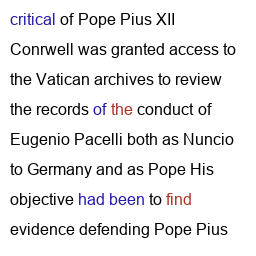 critical of Pope Pius XII
Conrwell was granted access to
the Vatican archives to review
the records of the conduct of
Eugenio Pacelli both as Nuncio
to Germany and as Pope His
objective had been to find
evidence defending Pope Pius